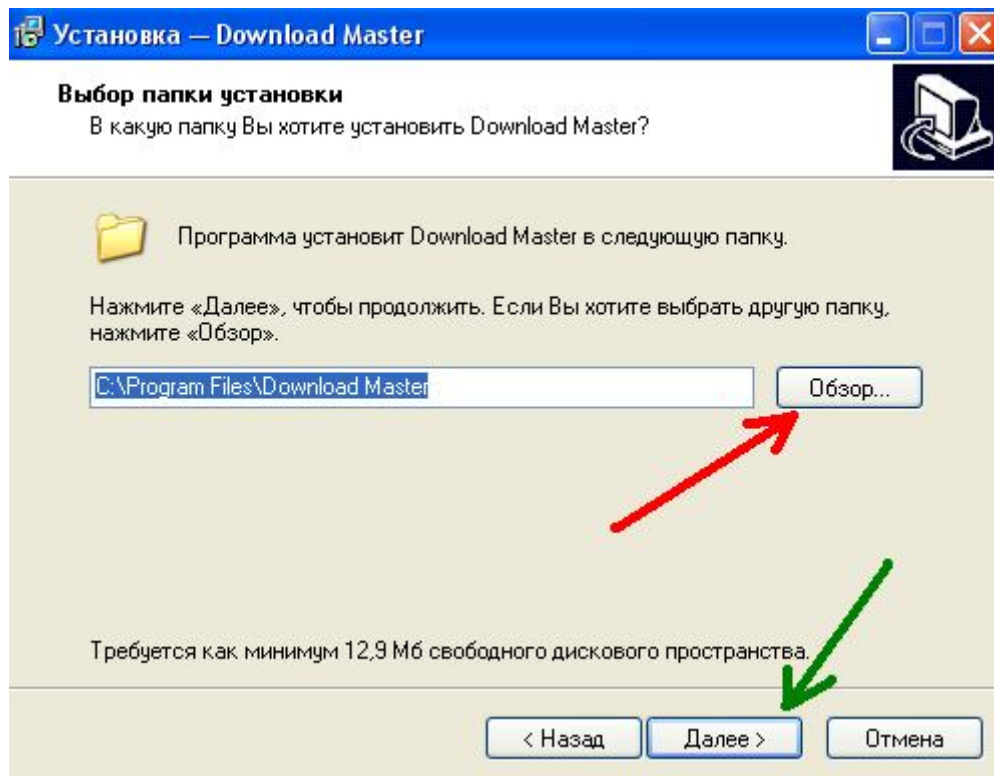 Установка — Download Master
Выбор папки установки
В какую папку Вы хотите установить Download Master?
Программа установит Download Master в следующую папку.
Нажмите «Далее», чтобы продолжить. Если Вы хотите выбрать другую папку,
нажмите «Обзор».
C:\Program Files\Download Master
Обзор...
Требуется как минимум 12,9 Мб свободного дискового пространства.
< Назад
Далее >
Отмена